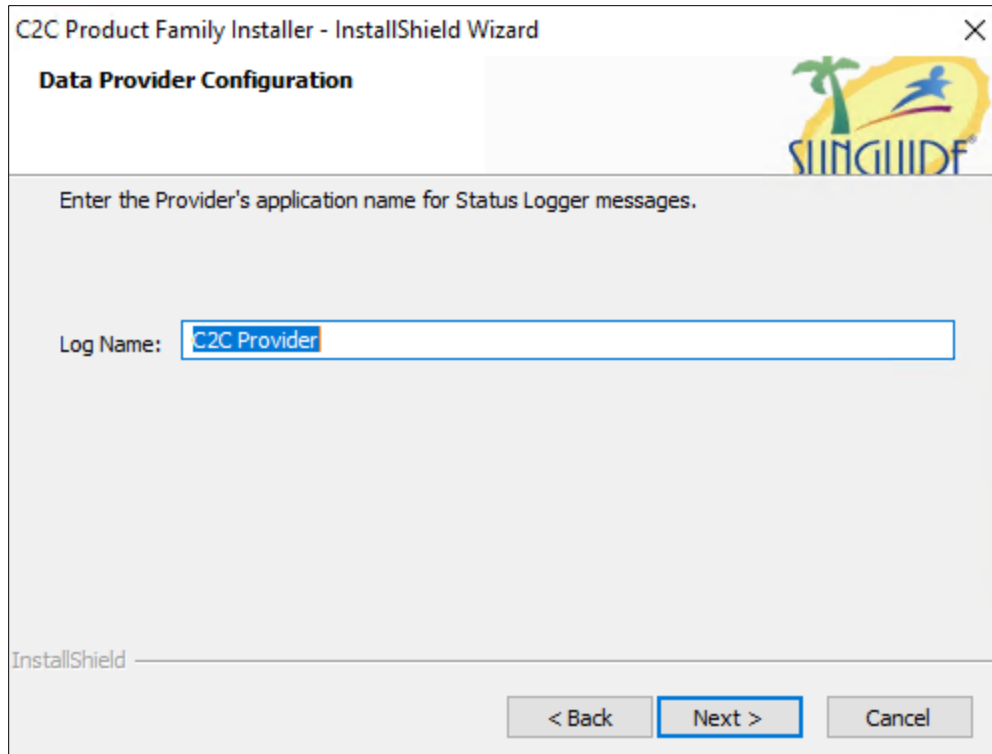 C2C Product Family Installer - InstallShield Wizard
Data Provider Configuration
SUNGUIDE®
Enter the Provider's application name for Status Logger messages.
Log Name: C2C Provider
InstallShield
< Back Next > Cancel